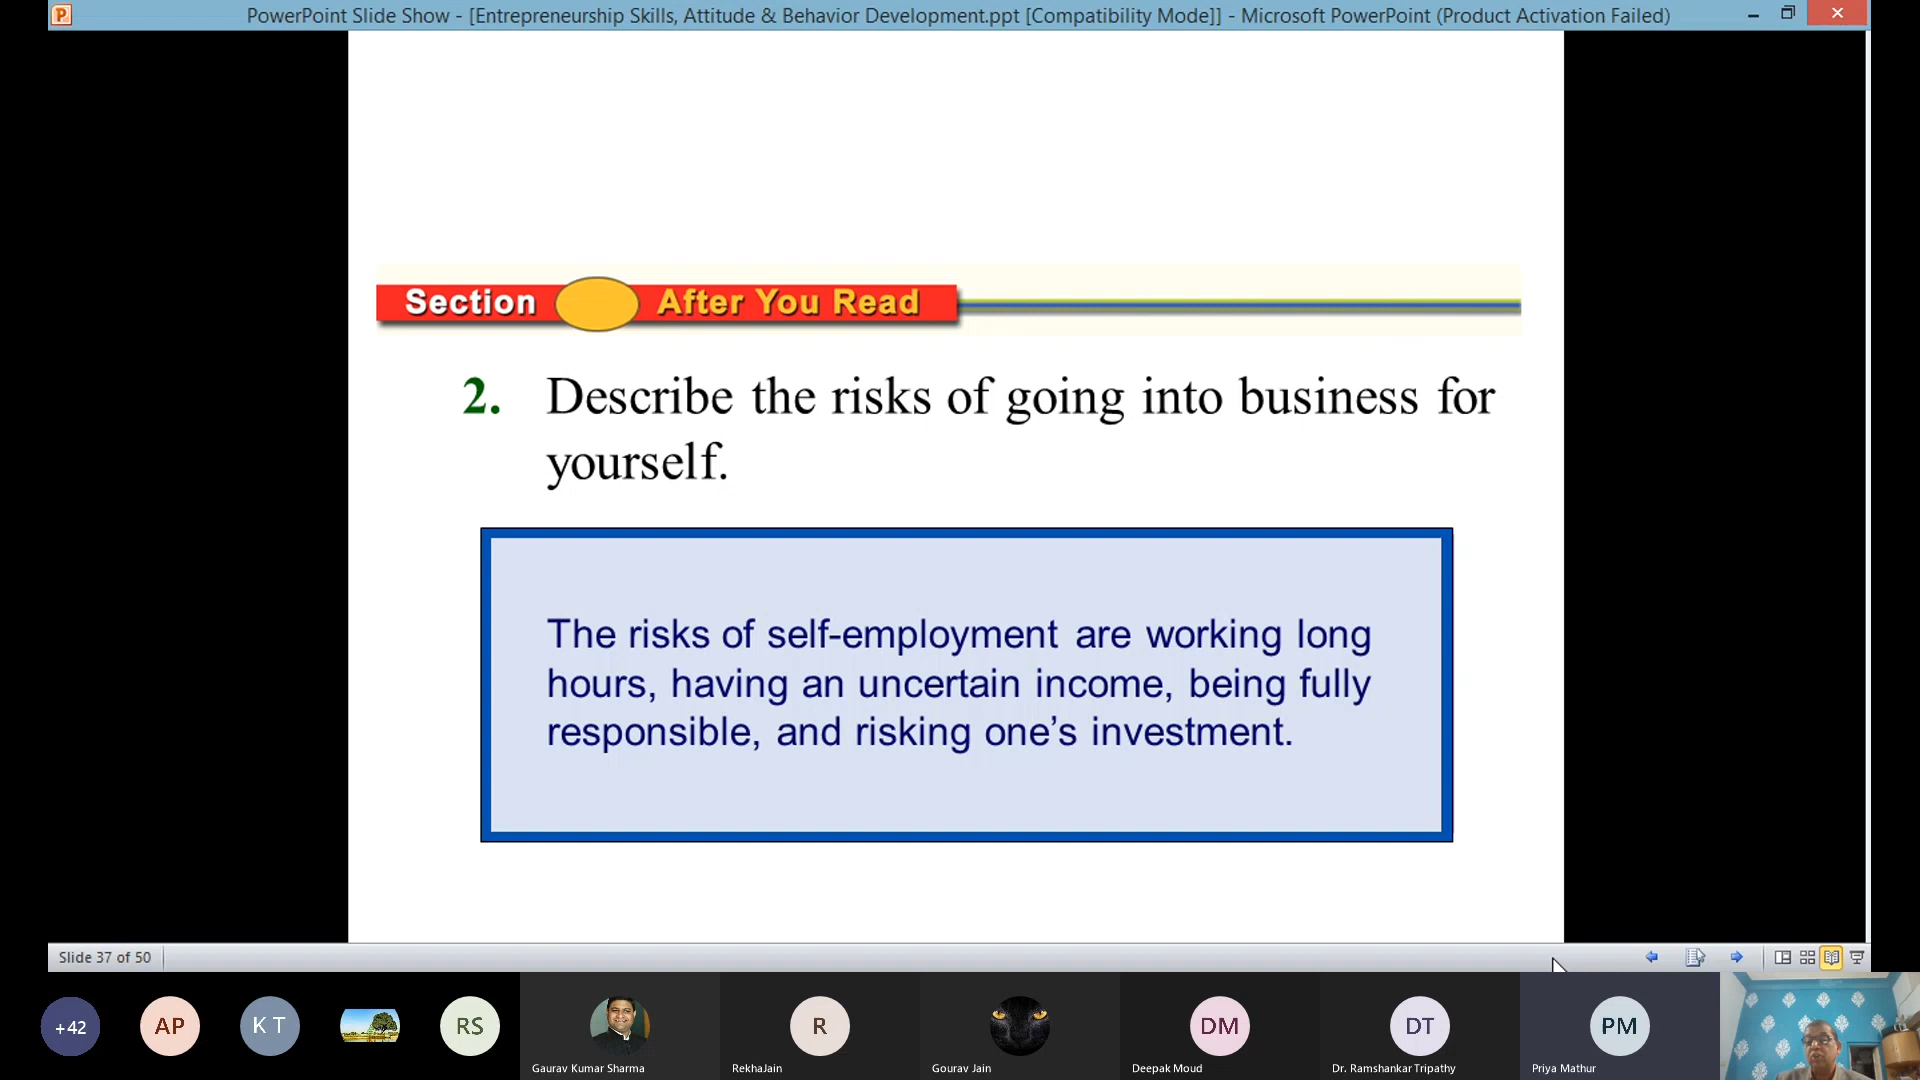 PowerPoint Slide Show - [Entrepreneurship Skills, Attitude & Behavior Development.ppt [Compatibility Mode]] - Microsoft PowerPoint (Product Activation Failed)
Section After You Read
2. Describe the risks of going into business for
yourself.
The risks of self-employment are working long
hours, having an uncertain income, being fully
responsible, and risking one’s investment.
Slide 37 of 50
+42 AP K T RS R DM DT PM
Gaurav Kumar Sharma RekhaJain Gourav Jain Deepak Moud Dr. Ramshankar Tripathy Priya Mathur